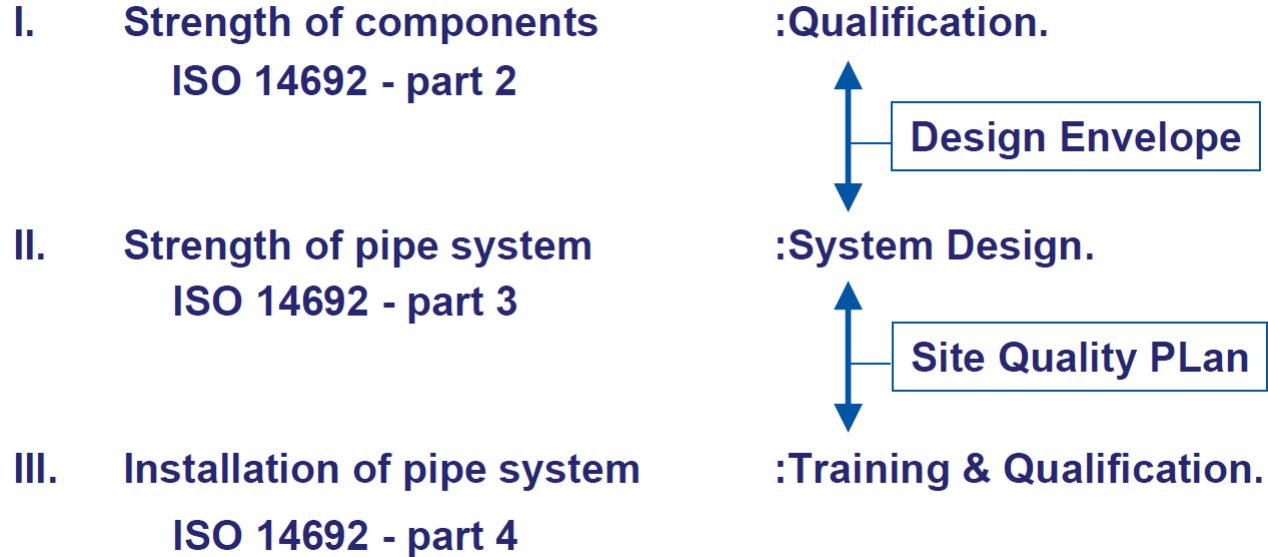 I. Strength of components :Qualification.
ISO 14692 - part 2
Design Envelope
II. Strength of pipe system :System Design.
ISO 14692 - part 3
Site Quality PLan
III. Installation of pipe system :Training & Qualification.
ISO 14692 - part 4